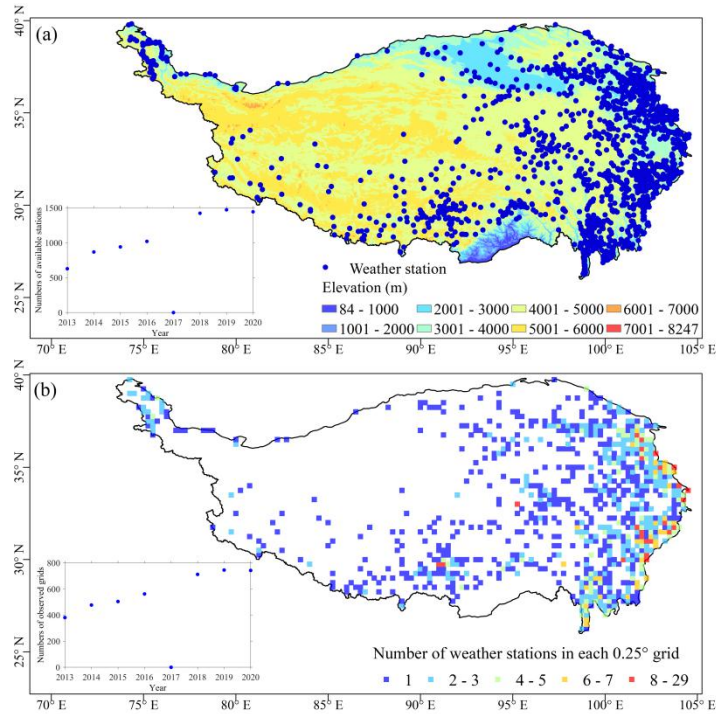 (a)
40° N
35° N
30° N
25° N
1500
1000
500
0
Numbers of available stations
2013 2014 2015 2016 2017 2018 2019 2020
Year
Weather station
Elevation (m)
84 - 1000 2001 - 3000 4001 - 5000 6001 - 7000
1001 - 2000 3001 - 4000 5001 - 6000 7001 - 8247
70° E 75° E 80° E 85° E 90° E 95° E 100° E 105° E
(b)
40° N
35° N
30° N
25° N
800
600
400
200
0
Numbers of observed grids
2013 2014 2015 2016 2017 2018 2019 2020
Year
Number of weather stations in each 0.25° grid
1 2 - 3 4 - 5 6 - 7 8 - 29
70° E 75° E 80° E 85° E 90° E 95° E 100° E 105° E